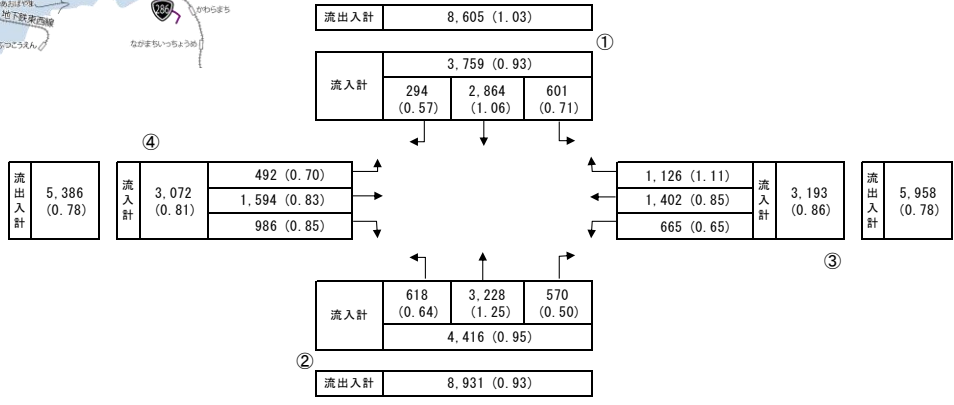 あおばやま
地下鉄東西線
286
かわらまち
ながまちいっちょうめ
流出入計 8,605 (1.03)
①
流入計 3,759 (0.93)
294 2,864 601
(0.57) (1.06) (0.71)
④
流出入計 5,386 (0.78)
流入計 3,072 (0.81)
492 (0.70)
1,594 (0.83)
986 (0.85)
1,126 (1.11)
1,402 (0.85)
665 (0.65)
流入計 3,193 (0.86)
流出入計 5,958 (0.78)
③
流入計
618 3,228 570
(0.64) (1.25) (0.50)
4,416 (0.95)
②
流出入計 8,931 (0.93)